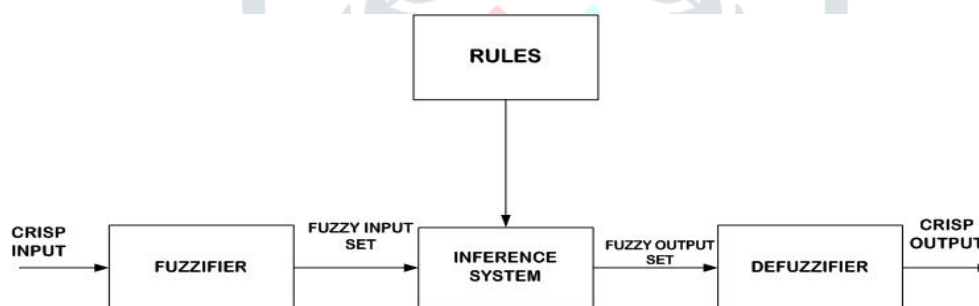 RULES
CRISP
INPUT
FUZZIFIER
FUZZY INPUT
SET
INFERENCE
SYSTEM
FUZZY OUTPUT
SET
DEFUZZIFIER
CRISP
OUTPUT